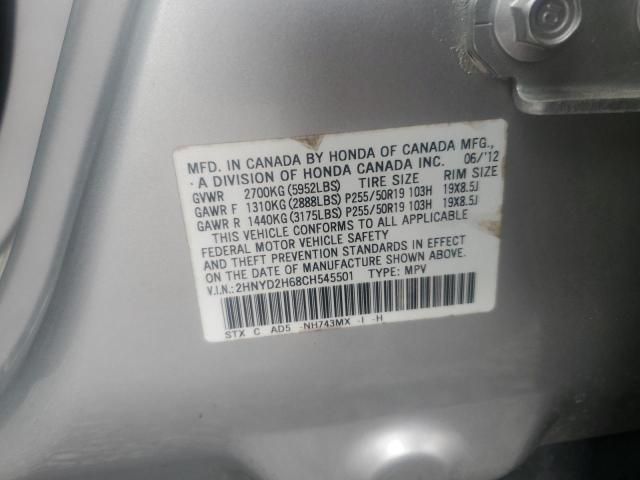 MFD. IN CANADA BY HONDA OF CANADA MFG.,
A DIVISION OF HONDA CANADA INC. 06/'12
GVWR 2700KG (5952LBS) TIRE SIZE RIM SIZE
GAWR F 1310KG (2888LBS) P255/50R19 103H 19X8.5J
GAWR R 1440KG (3175LBS) P255/50R19 103H 19X8.5J
THIS VEHICLE CONFORMS TO ALL APPLICABLE
FEDERAL MOTOR VEHICLE SAFETY
AND THEFT PREVENTION STANDARDS IN EFFECT
ON THE DATE OF MANUFACTURE SHOWN ABOVE.
V.I.N.: 2HNYD2H68CH545501 TYPE: MPV
STX C AD5 -NH743MX -I -H